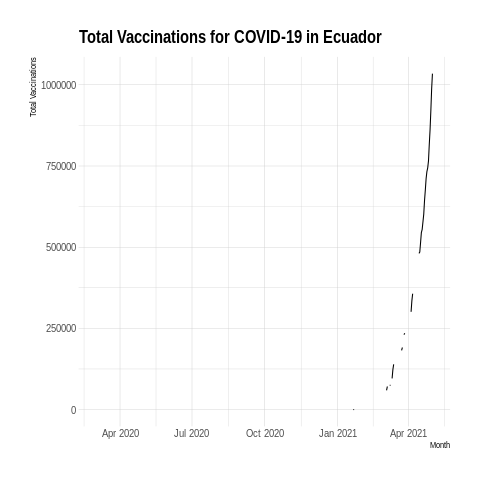 Total Vaccinations for COVID-19 in Ecuador
Total Vaccinations
1000000
750000
500000
250000
0
Apr 2020 Jul 2020 Oct 2020 Jan 2021 Apr 2021
Month